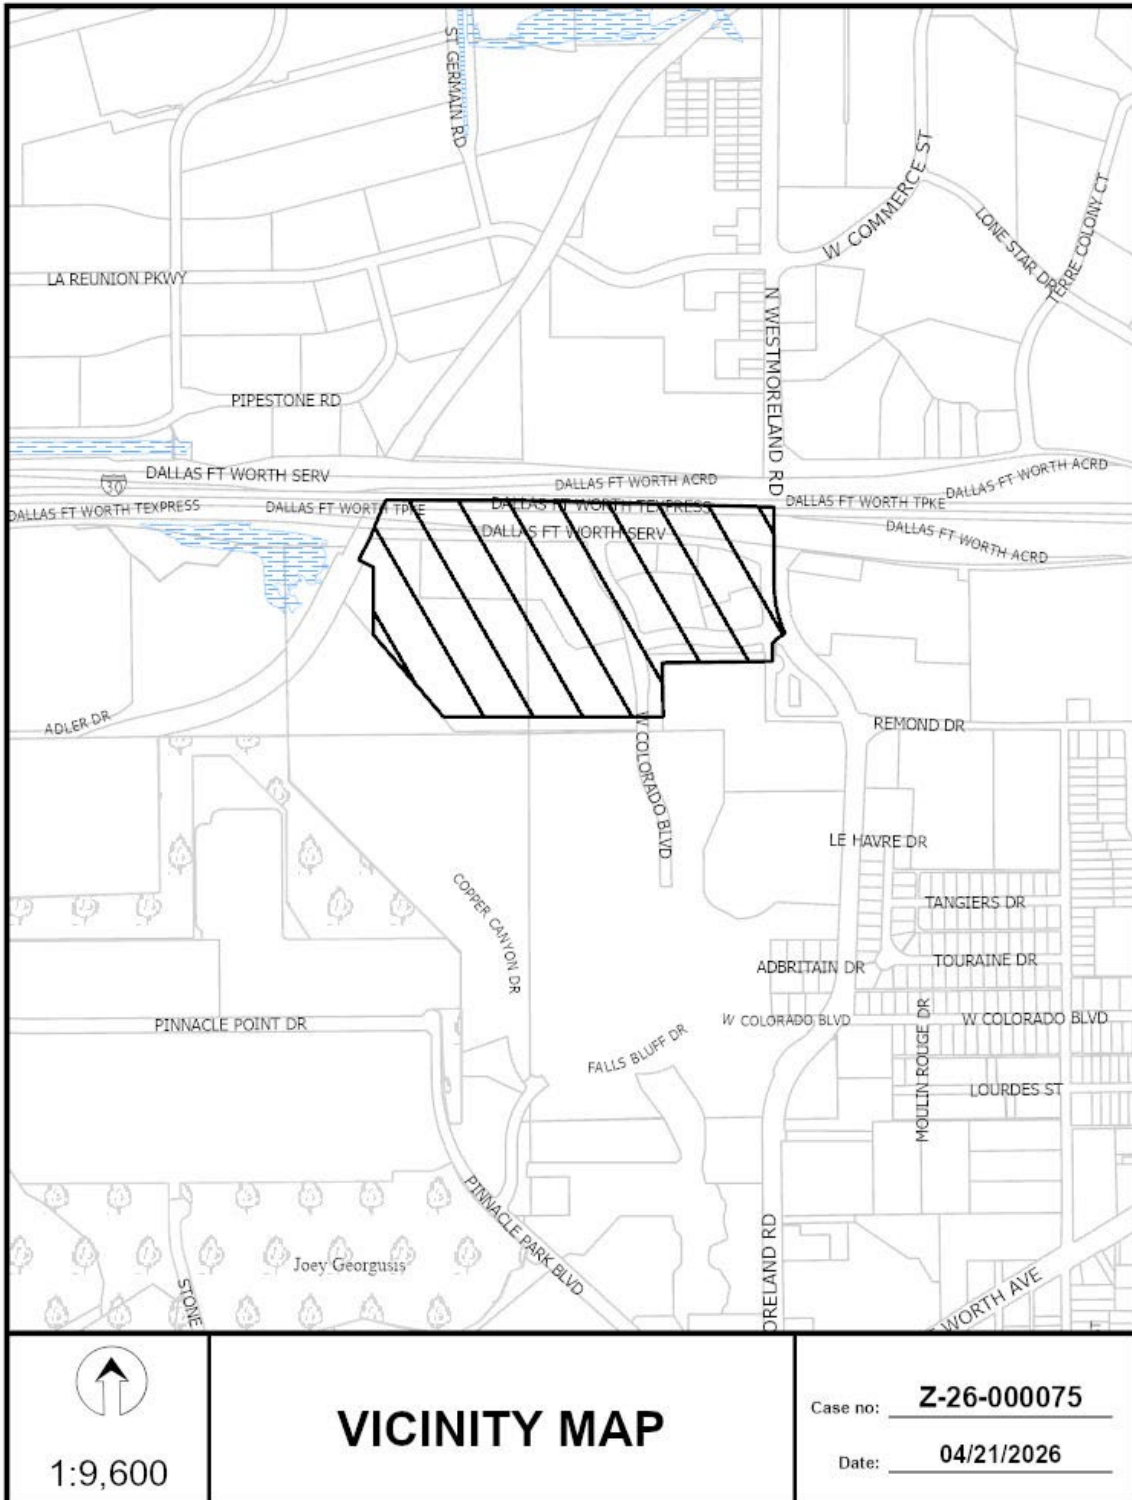 ST GERMAIN RD
W COMMERCE ST
LONE STAR DR
TERRE COLONY CT
LA REUNION PKWY
N WESTMORELAND RD
PIPESTONE RD
DALLAS FT WORTH SERV
30
DALLAS FT WORTH ACRD
DALLAS FT WORTH ACRD
DALLAS FT WORTH TEXPRESS
DALLAS FT WORTH TPKE
DALLAS FT WORTH TEXPRESS
DALLAS FT WORTH TPKE
DALLAS FT WORTH SERV
DALLAS FT WORTH ACRD
ADLER DR
REMOND DR
W COLORADO BLVD
LE HAVRE DR
COPPER CANYON DR
TANGIERS DR
ADBRITAIN DR
TOURAINE DR
PINNACLE POINT DR
W COLORADO BLVD
W COLORADO BLVD
FALLS BLUFF DR
MOULIN ROUGE DR
LOURDES ST
PINNACLE PARK BLVD
Joey Georgusis
STONE
ORELAND RD
WORTH AVE
1:9,600
VICINITY MAP
Case no: Z-26-000075
Date: 04/21/2026